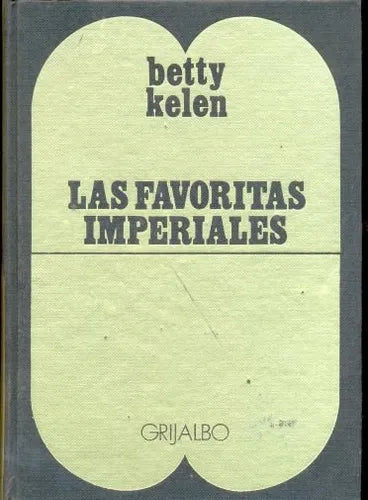 betty
kelen
LAS FAVORITAS
IMPERIALES
GRIJALBO